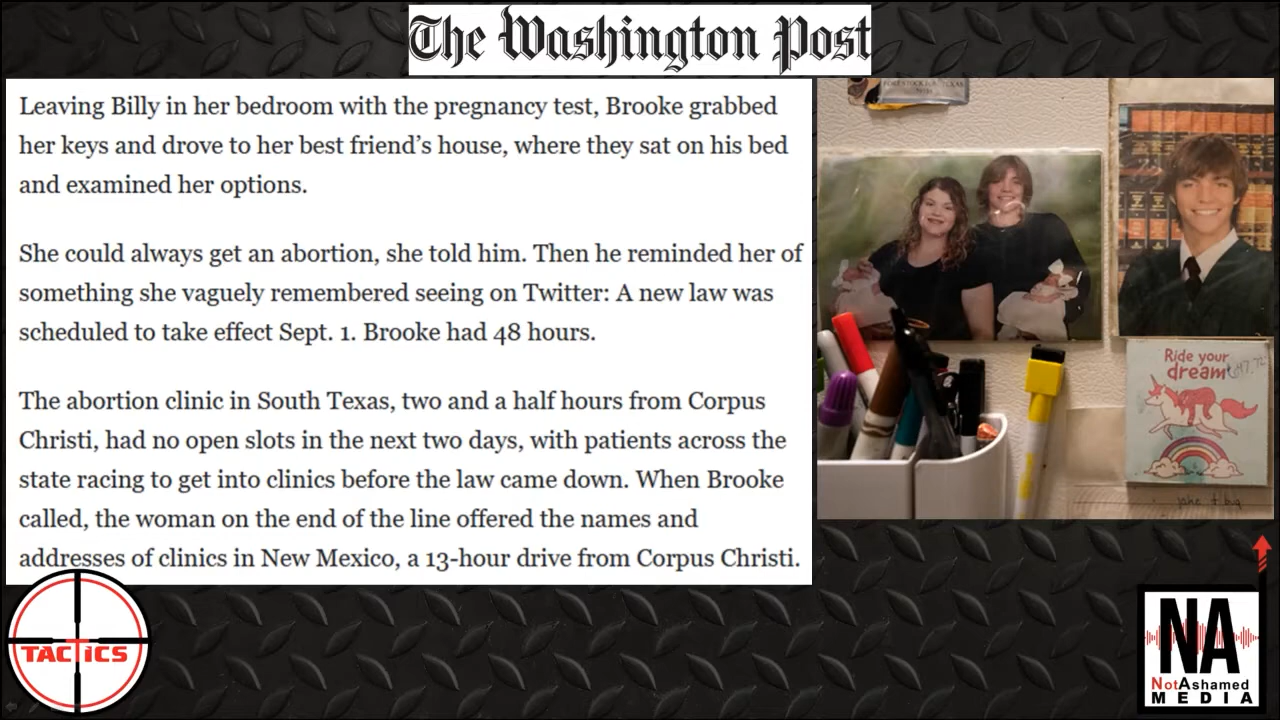 The Washington Post
Leaving Billy in her bedroom with the pregnancy test, Brooke grabbed
her keys and drove to her best friend’s house, where they sat on his bed
and examined her options.
She could always get an abortion, she told him. Then he reminded her of
something she vaguely remembered seeing on Twitter: A new law was
scheduled to take effect Sept. 1. Brooke had 48 hours.
The abortion clinic in South Texas, two and a half hours from Corpus
Christi, had no open slots in the next two days, with patients across the
state racing to get into clinics before the law came down. When Brooke
called, the woman on the end of the line offered the names and
addresses of clinics in New Mexico, a 13-hour drive from Corpus Christi.
Ride your
dream
TACTICS
NA
NotAshamed
MEDIA